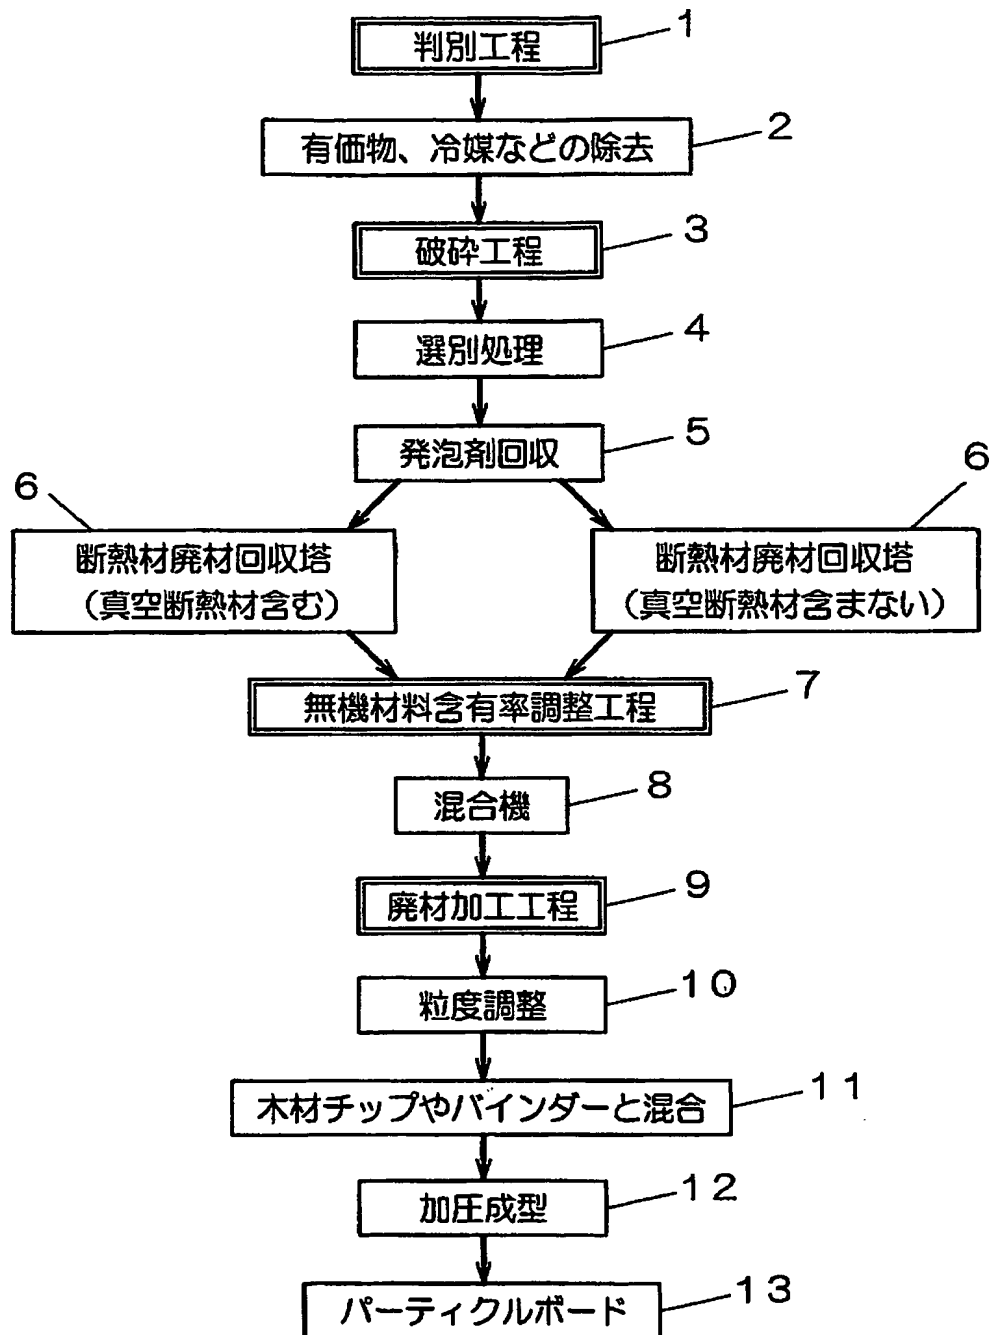 判別工程
1
有価物、冷媒などの除去
2
破砕工程
3
選別処理
4
発泡剤回収
5
6
断熱材廃材回収塔
（真空断熱材含む）
6
断熱材廃材回収塔
（真空断熱材含まない）
無機材料含有率調整工程
7
混合機
8
廃材加工工程
9
粒度調整
10
木材チップやバインダーと混合
11
加圧成型
12
パーティクルボード
13